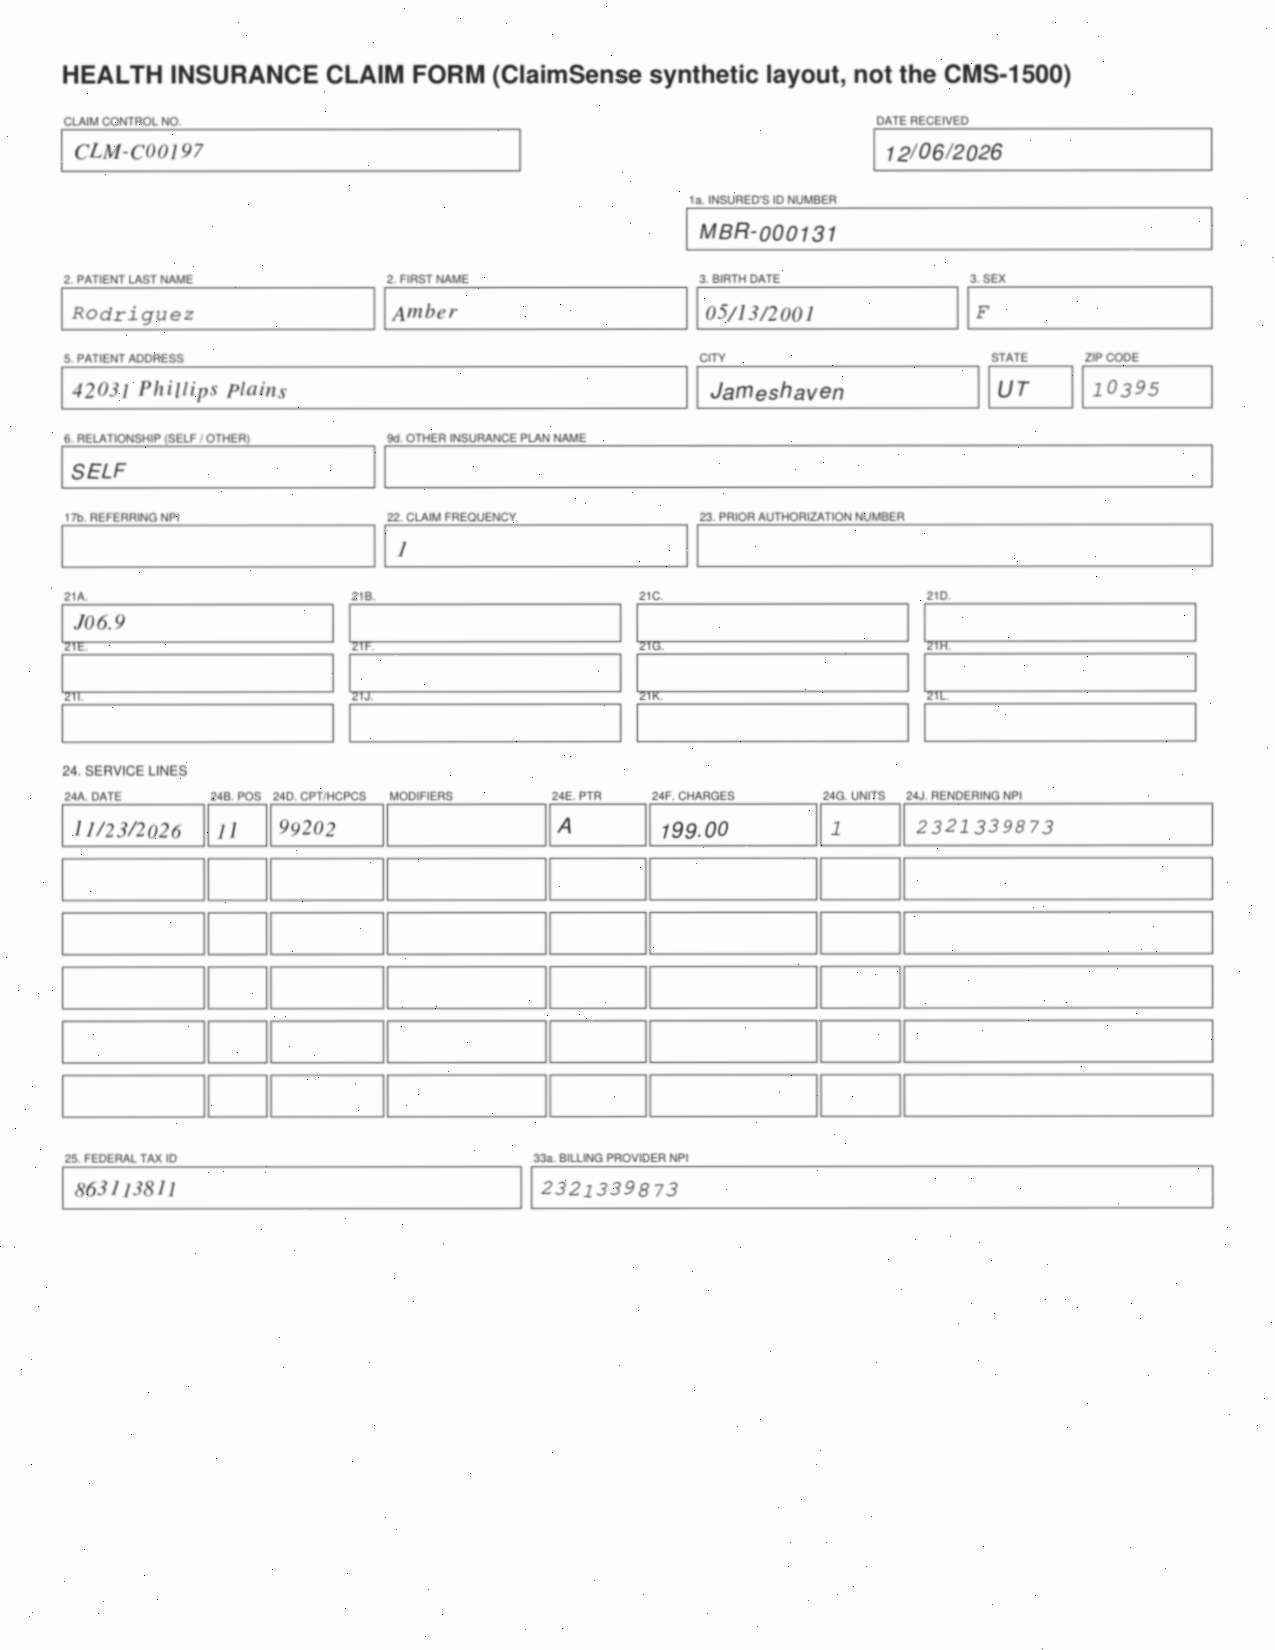 HEALTH INSURANCE CLAIM FORM (ClaimSense synthetic layout, not the CMS-1500)
CLAIM CONTROL NO. DATE RECEIVED
CLM-C00197 12/06/2026
1a. INSURED'S ID NUMBER
MBR-000131
2. PATIENT LAST NAME 2. FIRST NAME 3. BIRTH DATE 3. SEX
Rodriguez Amber 05/13/2001 F
5. PATIENT ADDRESS CITY STATE ZIP CODE
42031 Phillips Plains Jameshaven UT 10395
6. RELATIONSHIP (SELF / OTHER) 9d. OTHER INSURANCE PLAN NAME
SELF
17b. REFERRING NPI 22. CLAIM FREQUENCY 23. PRIOR AUTHORIZATION NUMBER
1
21A. 21B. 21C. 21D.
J06.9
21E. 21F. 21G. 21H.
21I. 21J. 21K. 21L.
24. SERVICE LINES
24A. DATE 24B. POS 24D. CPT/HCPCS MODIFIERS 24E. PTR 24F. CHARGES 24G. UNITS 24J. RENDERING NPI
11/23/2026 11 99202 A 199.00 1 2321339873
25. FEDERAL TAX ID 33a. BILLING PROVIDER NPI
863113811 2321339873